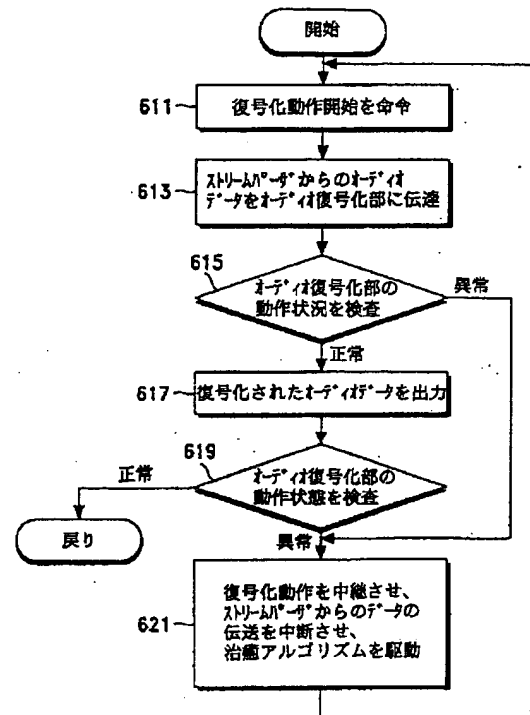 開始
611
復号化動作開始を命令
613
ｽﾄﾘｰﾑﾊﾟｰｻﾞからのｵｰﾃﾞｨｵ
ﾃﾞｰﾀをｵｰﾃﾞｨｵ復号化部に伝達
615
ｵｰﾃﾞｨｵ復号化部の
動作状況を検査
異常
正常
617
復号化されたｵｰﾃﾞｨｵﾃﾞｰﾀを出力
619
ｵｰﾃﾞｨｵ復号化部の
動作状態を検査
正常
戻り
異常
621
復号化動作を中継させ、
ｽﾄﾘｰﾑﾊﾟｰｻﾞからのﾃﾞｰﾀの
伝送を中断させ、
治癒アルゴリズムを駆動